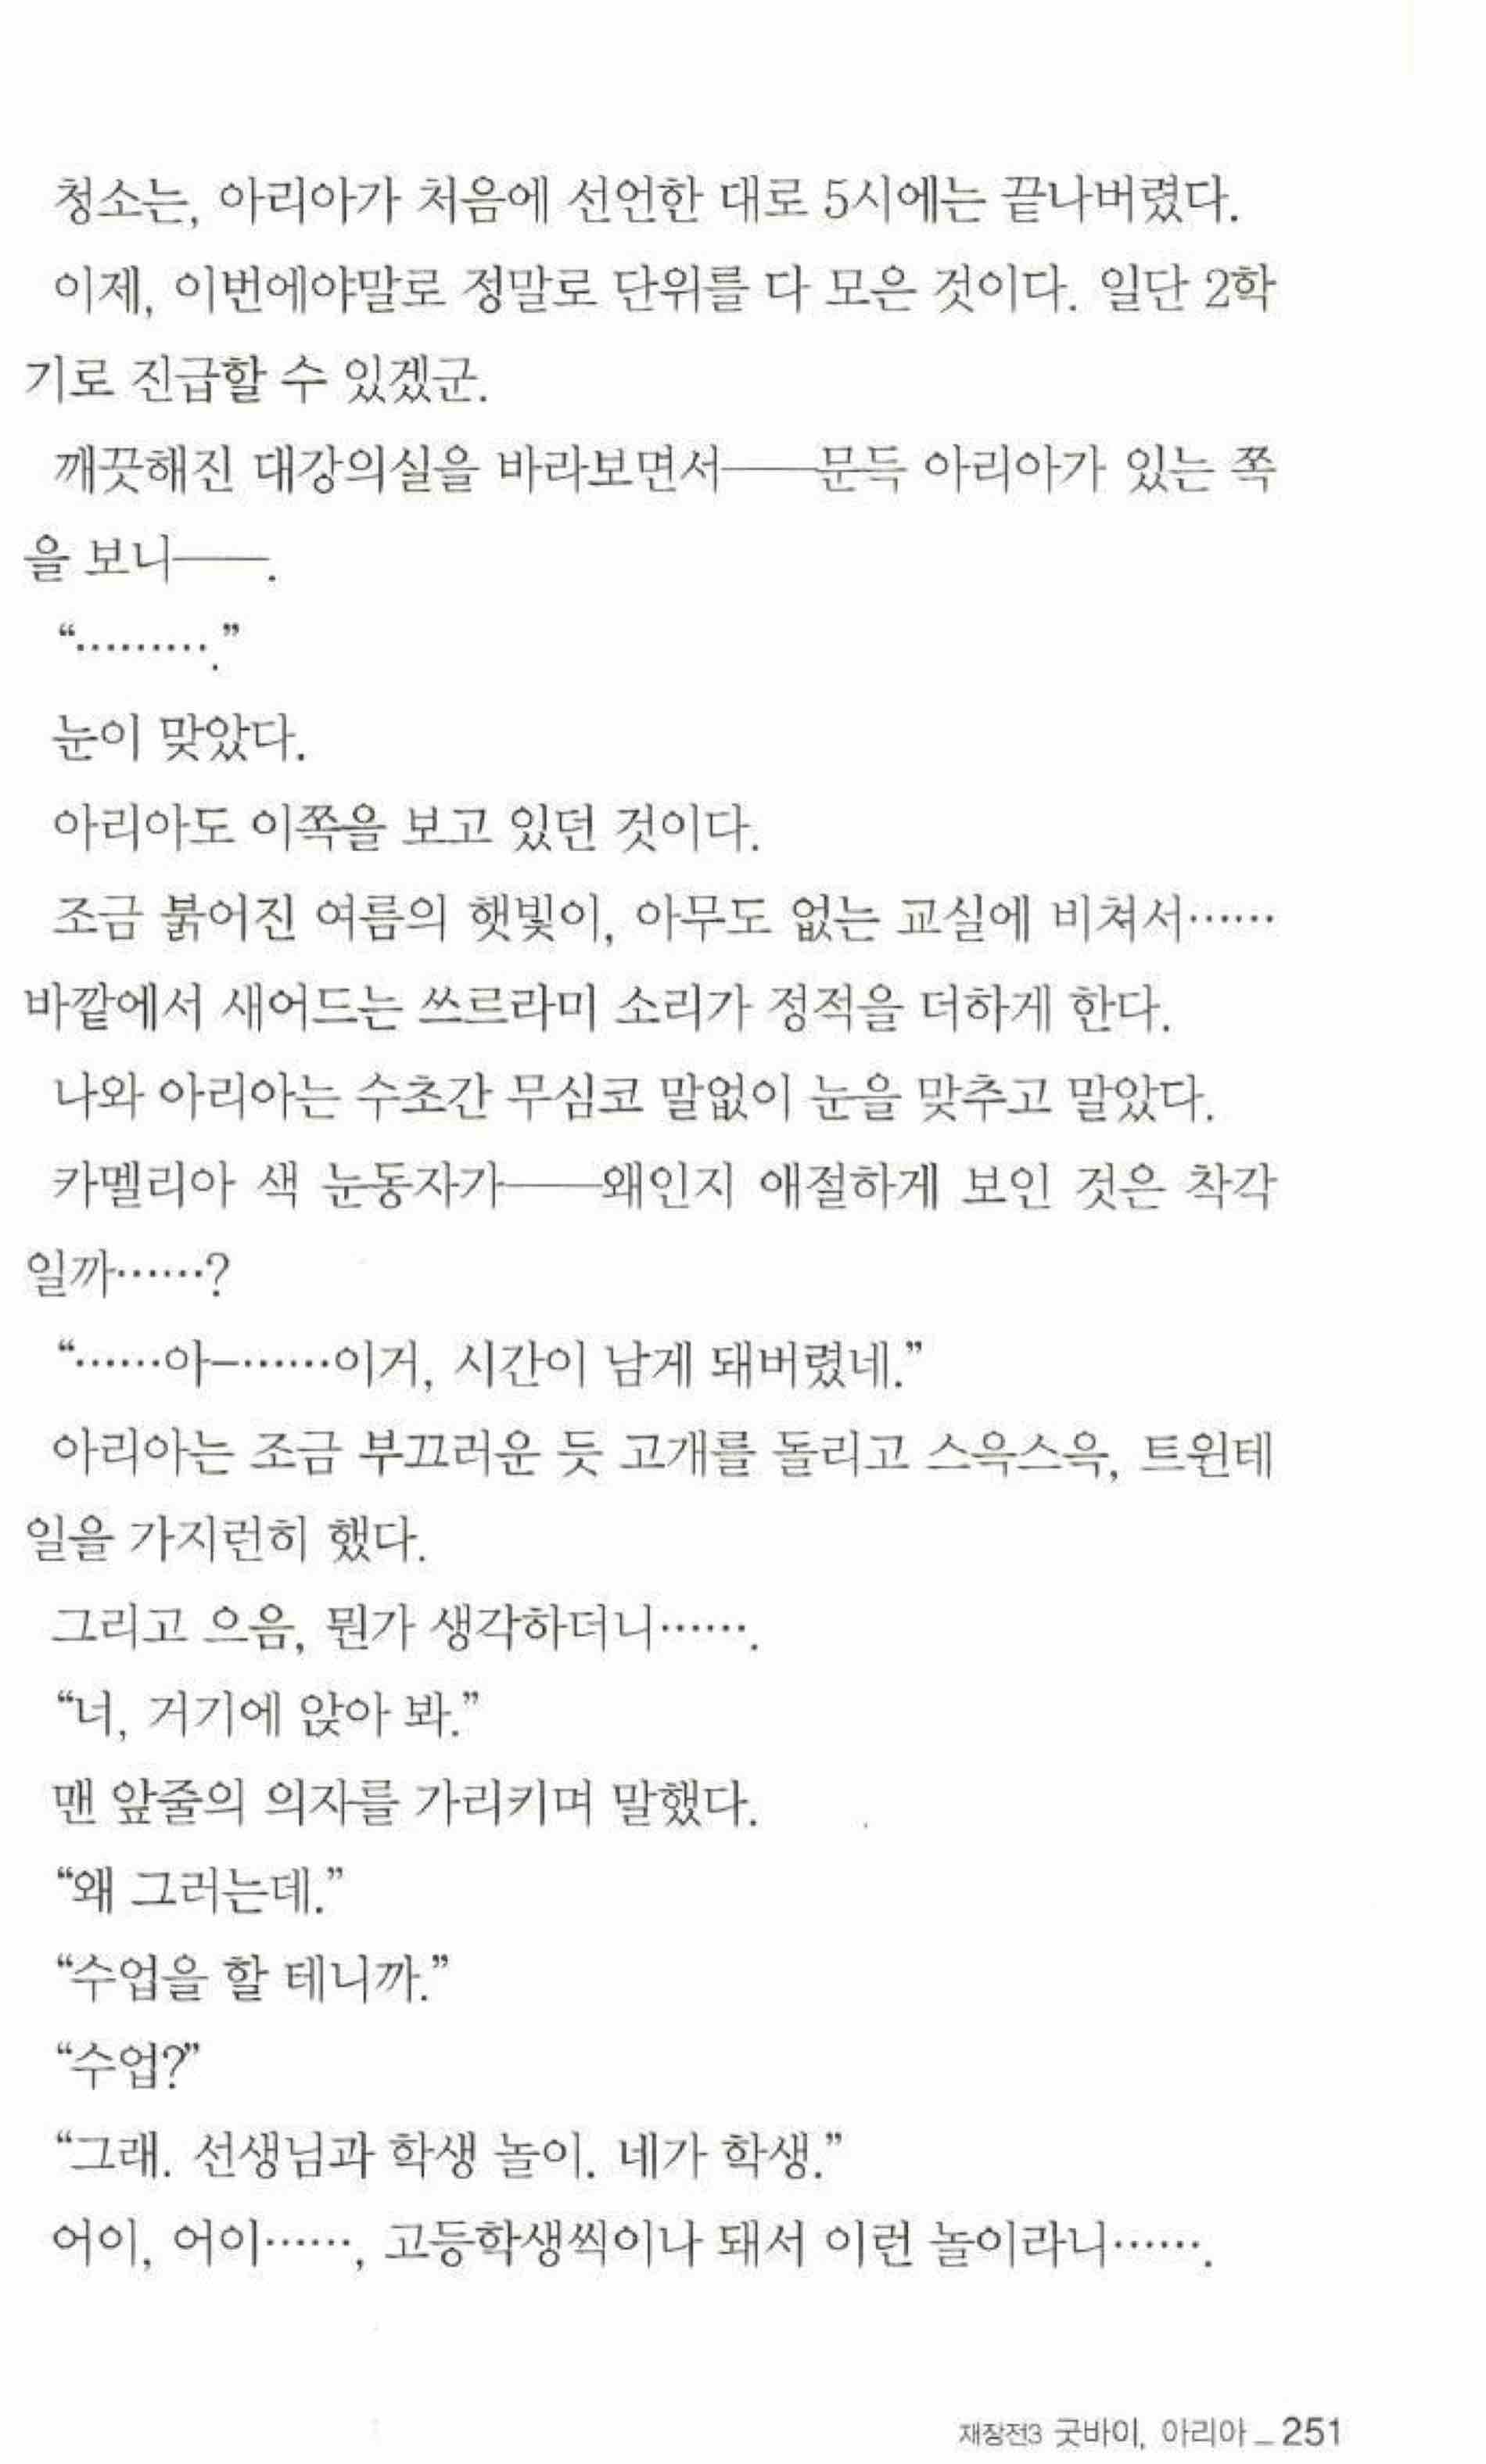 청소는, 아리아가 처음에 선언한 대로 5시에는 끝나버렸다.
이제, 이번에야말로 정말로 단위를 다 모은 것이다. 일단 2학
기로 진급할 수 있겠군.
깨끗해진 대강의실을 바라보면서――문득 아리아가 있는 쪽
을 보니――.
“……….”
눈이 맞았다.
아리아도 이쪽을 보고 있던 것이다.
조금 붉어진 여름의 햇빛이, 아무도 없는 교실에 비쳐서……
바깥에서 새어드는 쓰르라미 소리가 정적을 더하게 한다.
나와 아리아는 수초간 무심코 말없이 눈을 맞추고 말았다.
카멜리아 색 눈동자가――왜인지 애절하게 보인 것은 착각
일까……?
“……아–……이거, 시간이 남게 돼버렸네.”
아리아는 조금 부끄러운 듯 고개를 돌리고 스윽스윽, 트윈테
일을 가지런히 했다.
그리고 으음, 뭔가 생각하더니…….
“너, 거기에 앉아 봐.”
맨 앞줄의 의자를 가리키며 말했다.
“왜 그러는데.”
“수업을 할 테니까.”
“수업?”
“그래. 선생님과 학생 놀이. 네가 학생.”
어이, 어이……, 고등학생씩이나 돼서 이런 놀이라니…….
재장전3 굿바이, 아리아 _ 251